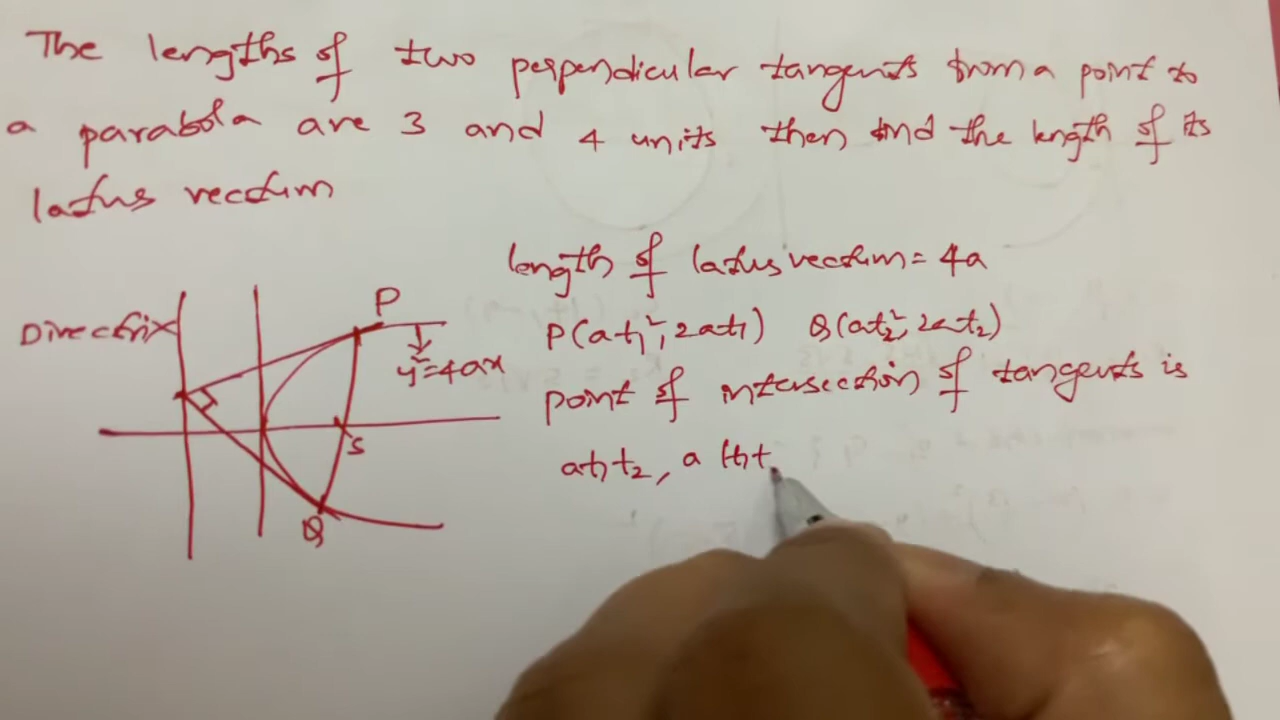 The lengths of two perpendicular tangents from a point to
a parabola are 3 and 4 units then find the length of its
latus rectum
length of latus rectum = 4a
P
Directrix
P(at₁², 2at₁) Q(at₂², 2at₂)
y²=4ax
point of intersection of tangents is
S
at₁t₂, a (t₁t
Q